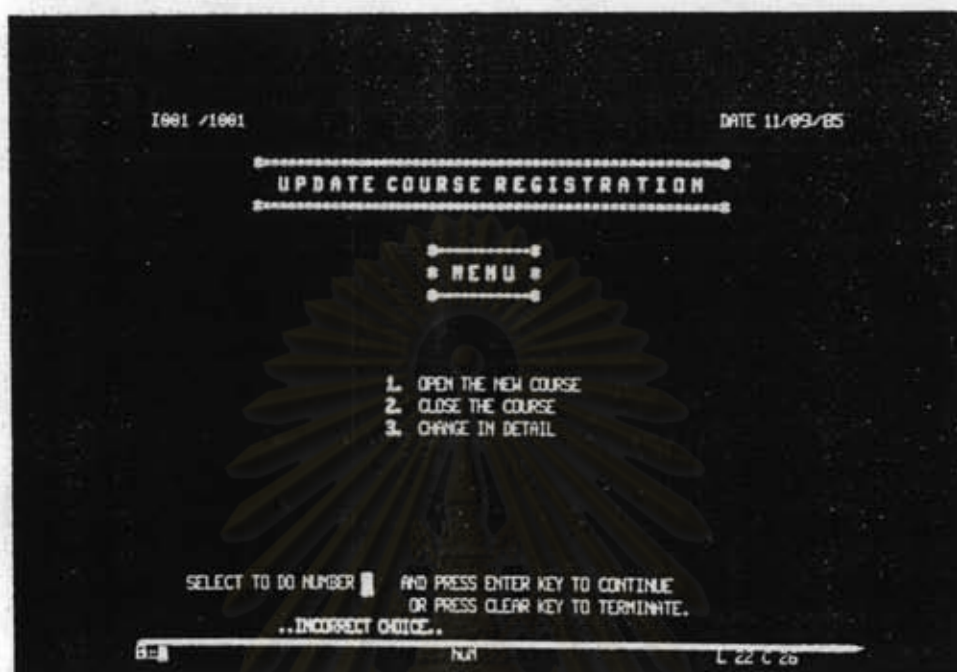 I001 /1001 DATE 11/09/85
UPDATE COURSE REGISTRATION
* MENU *
1. OPEN THE NEW COURSE
2. CLOSE THE COURSE
3. CHANGE IN DETAIL
SELECT TO DO NUMBER AND PRESS ENTER KEY TO CONTINUE
OR PRESS CLEAR KEY TO TERMINATE.
..INCORRECT CHOICE..
NUM L 22 C 26